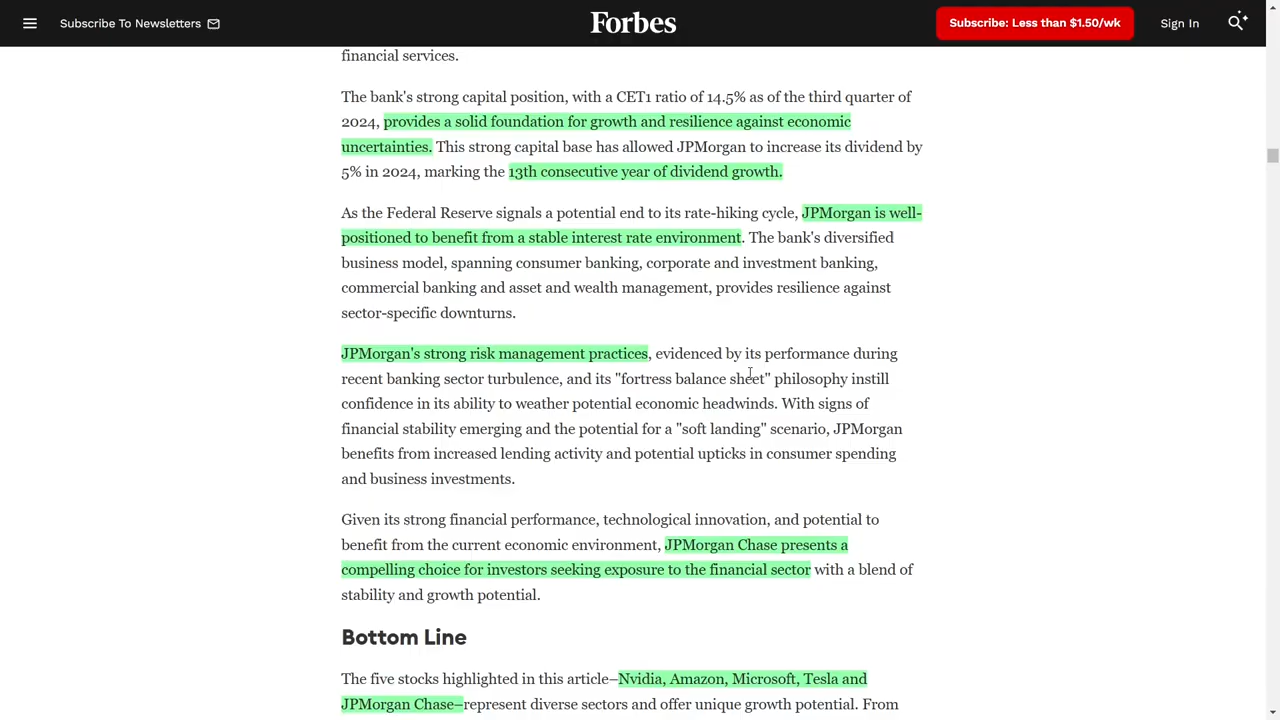 Subscribe To Newsletters
Forbes
Subscribe: Less than $1.50/wk
Sign In
financial services.
The bank's strong capital position, with a CET1 ratio of 14.5% as of the third quarter of
2024, provides a solid foundation for growth and resilience against economic
uncertainties. This strong capital base has allowed JPMorgan to increase its dividend by
5% in 2024, marking the 13th consecutive year of dividend growth.
As the Federal Reserve signals a potential end to its rate-hiking cycle, JPMorgan is well-
positioned to benefit from a stable interest rate environment. The bank's diversified
business model, spanning consumer banking, corporate and investment banking,
commercial banking and asset and wealth management, provides resilience against
sector-specific downturns.
JPMorgan's strong risk management practices, evidenced by its performance during
recent banking sector turbulence, and its "fortress balance sheet" philosophy instill
confidence in its ability to weather potential economic headwinds. With signs of
financial stability emerging and the potential for a "soft landing" scenario, JPMorgan
benefits from increased lending activity and potential upticks in consumer spending
and business investments.
Given its strong financial performance, technological innovation, and potential to
benefit from the current economic environment, JPMorgan Chase presents a
compelling choice for investors seeking exposure to the financial sector with a blend of
stability and growth potential.
Bottom Line
The five stocks highlighted in this article–Nvidia, Amazon, Microsoft, Tesla and
JPMorgan Chase–represent diverse sectors and offer unique growth potential. From